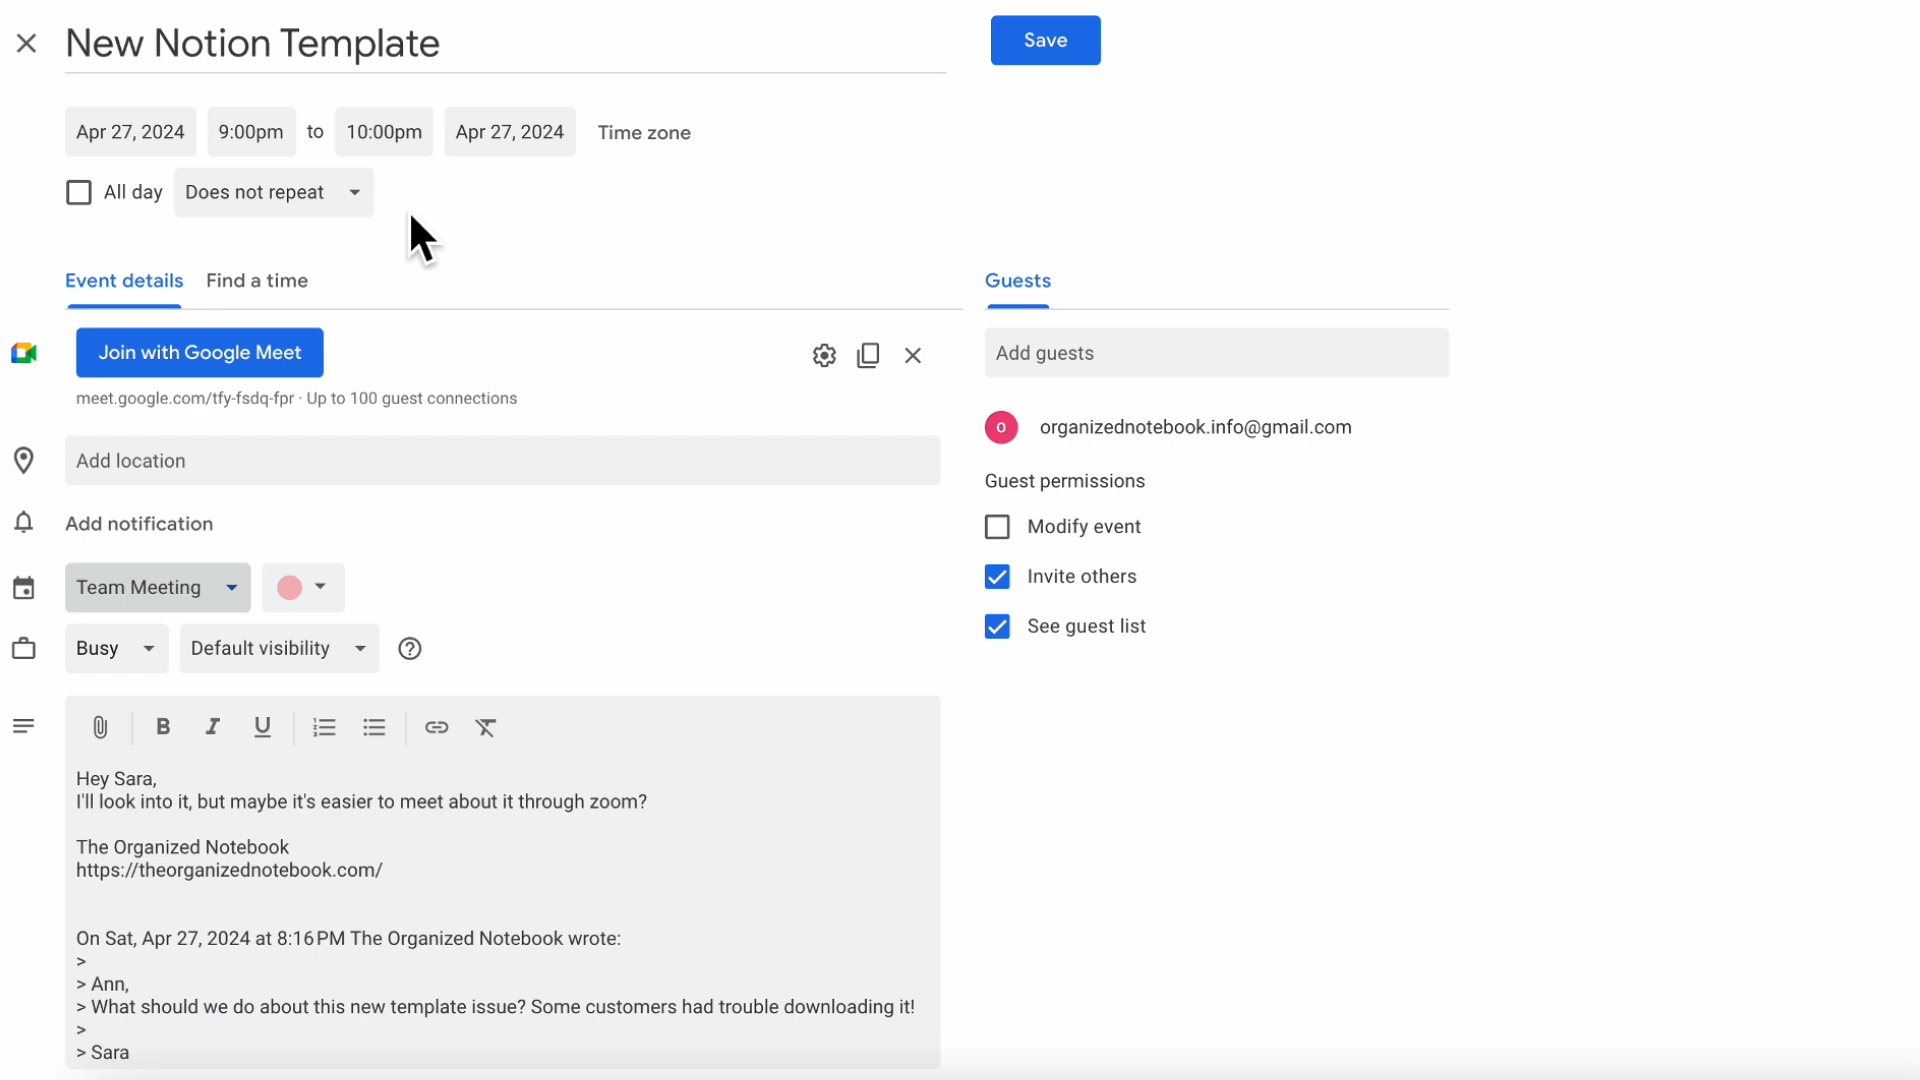 New Notion Template
Save
Apr 27, 2024 9:00pm to 10:00pm Apr 27, 2024 Time zone
All day Does not repeat
Event details Find a time
Guests
Join with Google Meet
meet.google.com/tfy-fsdq-fpr · Up to 100 guest connections
Add guests
O organizednotebook.info@gmail.com
Add location
Guest permissions
Add notification
Modify event
Team Meeting
Invite others
Busy Default visibility
See guest list
B I U
Hey Sara,
I'll look into it, but maybe it's easier to meet about it through zoom?
The Organized Notebook
https://theorganizednotebook.com/
On Sat, Apr 27, 2024 at 8:16 PM The Organized Notebook wrote:
>
> Ann,
> What should we do about this new template issue? Some customers had trouble downloading it!
>
> Sara